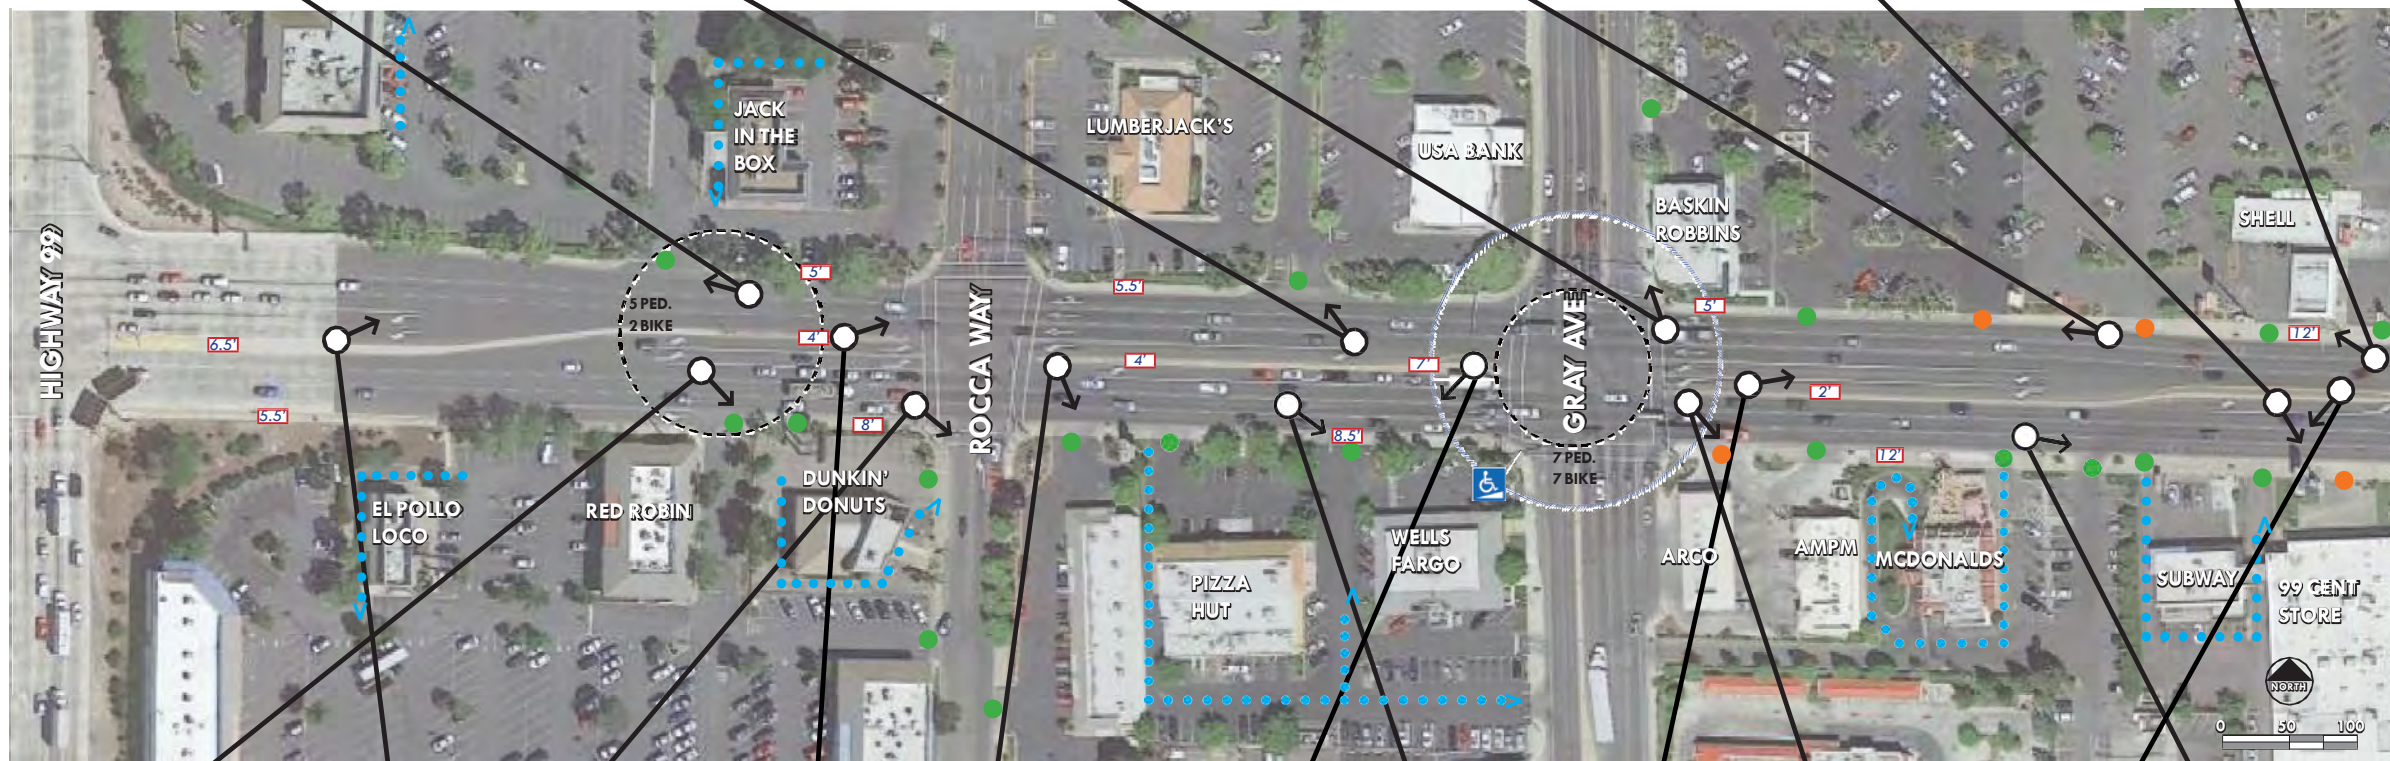 JACK
IN THE
BOX
LUMBERJACK'S
USA BANK
BASKIN
ROBBINS
SHELL
HIGHWAY 99
5 PED.
2 BIKE
5'
4'
6.5'
5.5'
8'
ROCCA WAY
5.5'
4'
7'
8.5'
GRAY AVE
5'
2'
12'
12'
7 PED.
7 BIKE
EL POLLO
LOCO
RED ROBIN
DUNKIN'
DONUTS
PIZZA
HUT
WELLS
FARGO
ARCO
AMPM
MCDONALDS
SUBWAY
99 CENT
STORE
NORTH
0 50 100